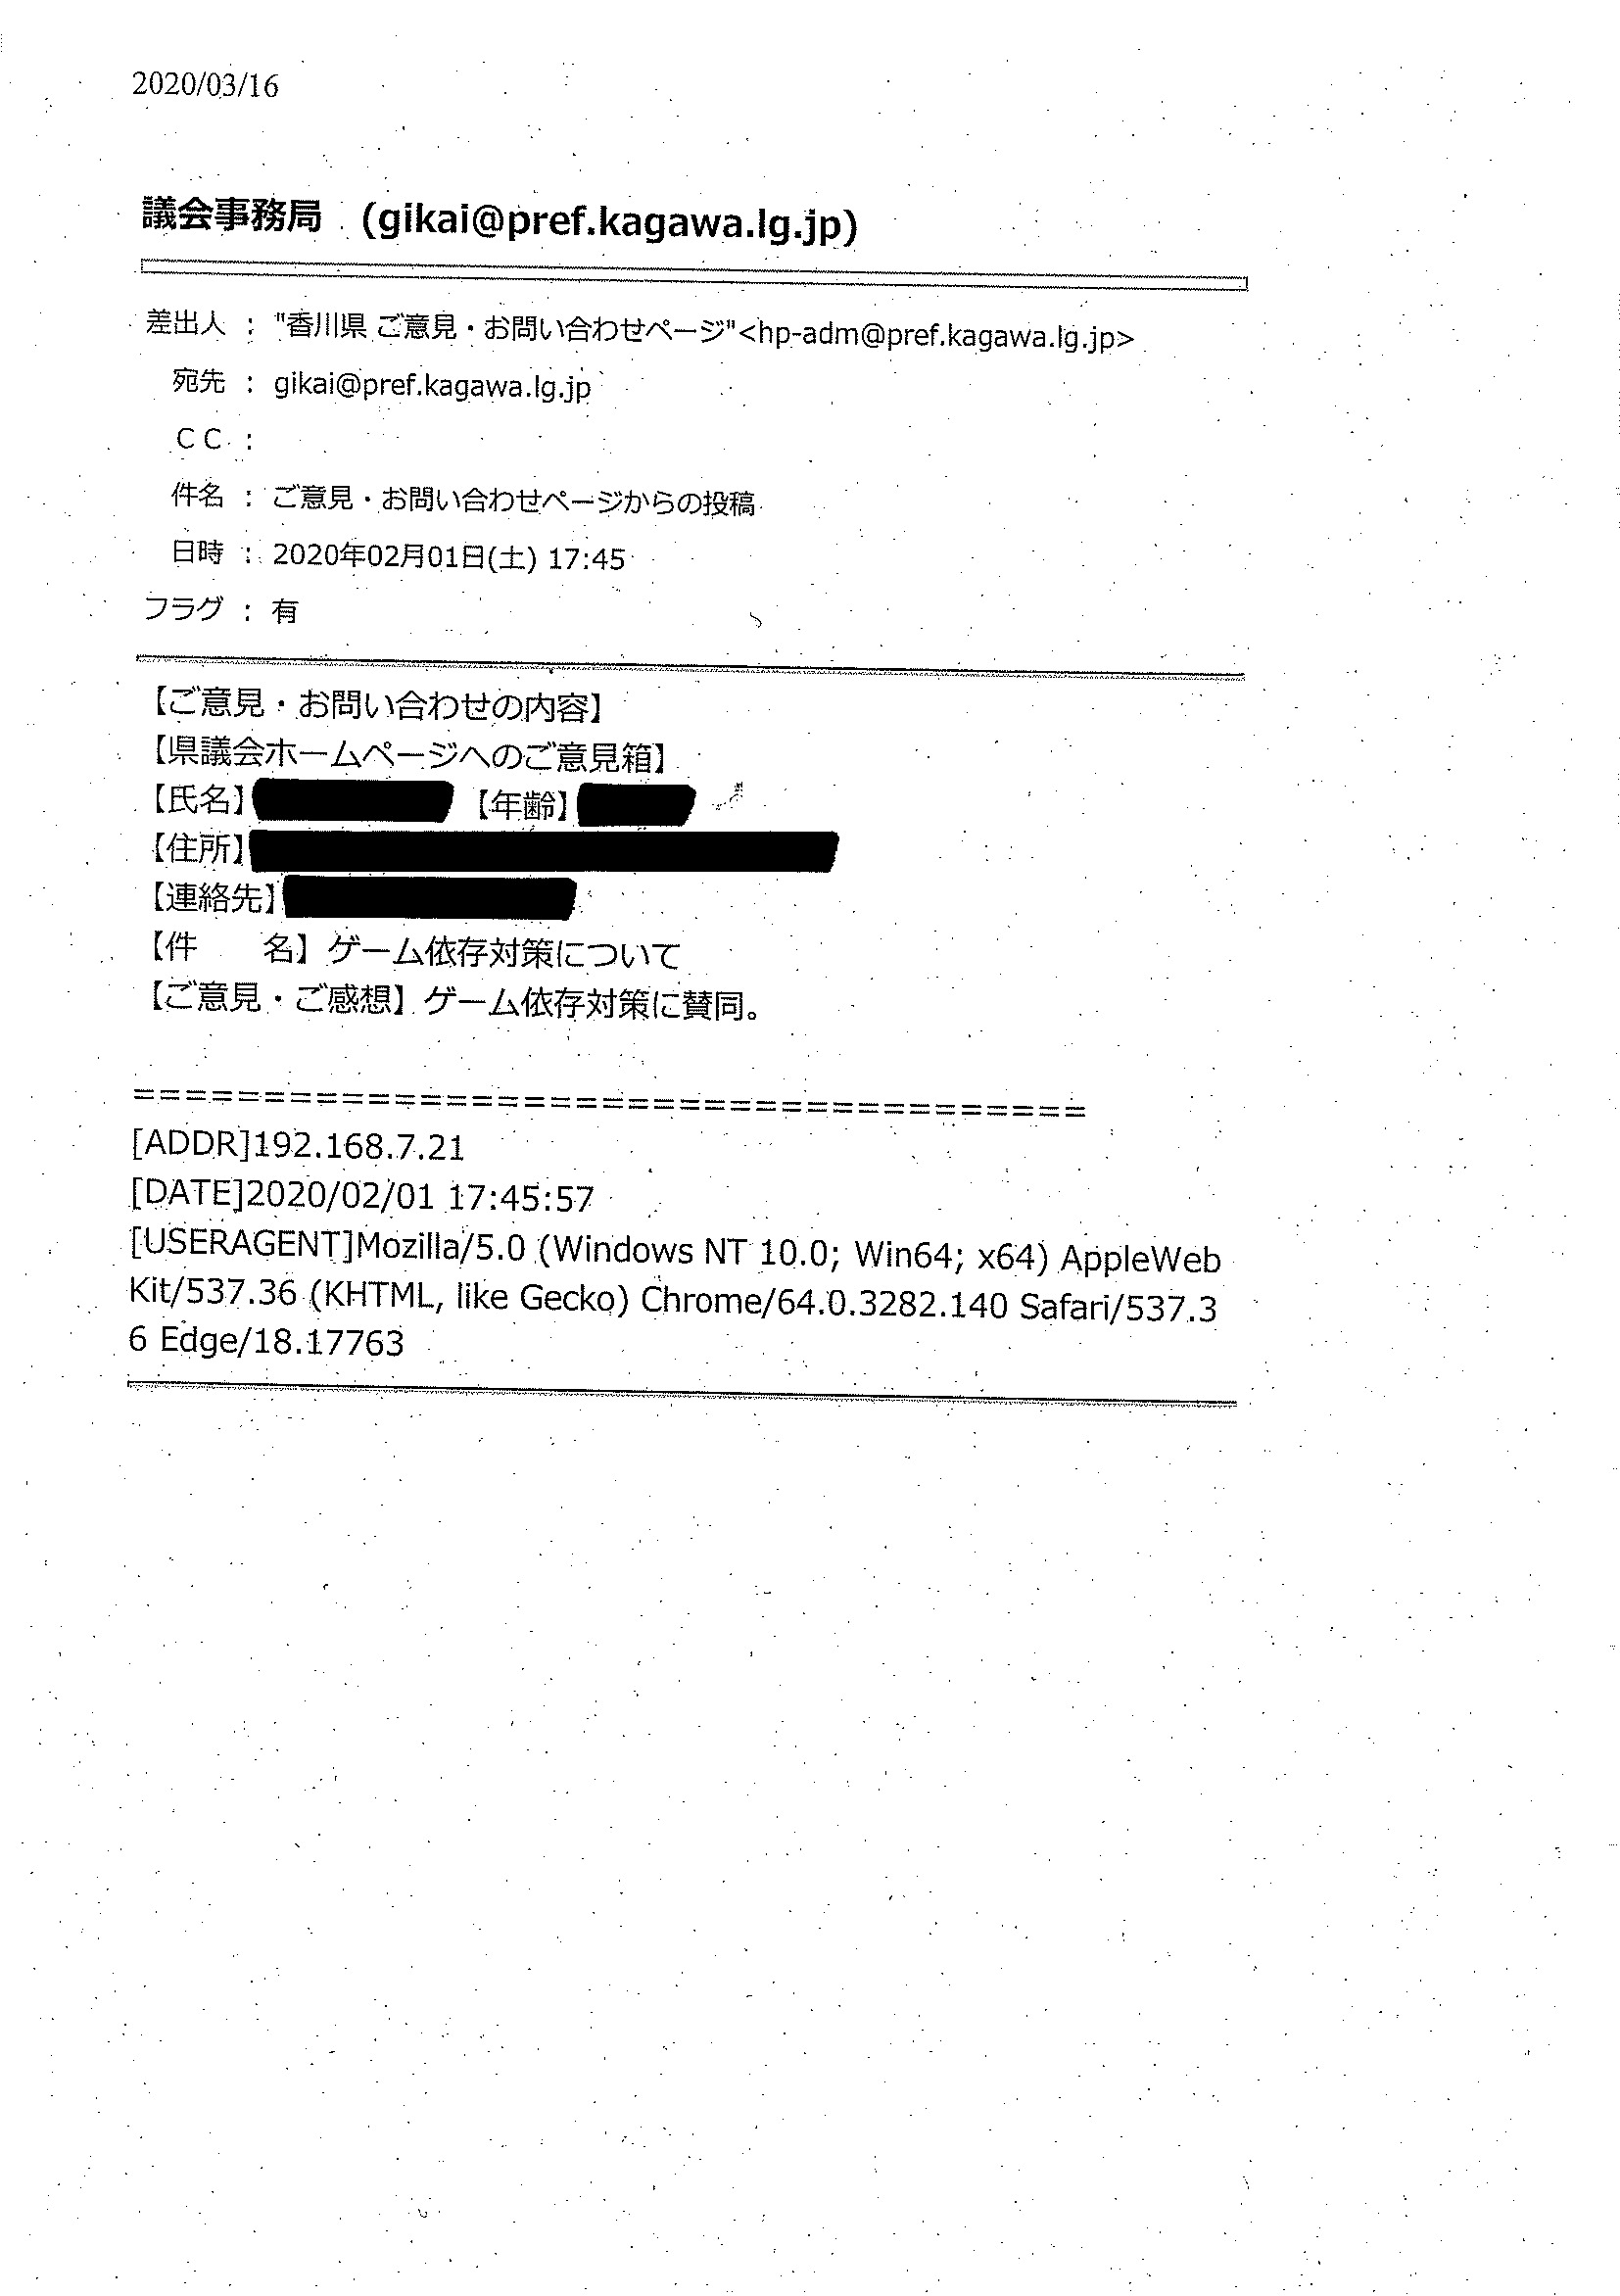 2020/03/16
議会事務局 (gikai@pref.kagawa.lg.jp)
差出人 : "香川県 ご意見・お問い合わせページ"<hp-adm@pref.kagawa.lg.jp>
宛先 : gikai@pref.kagawa.lg.jp
ＣＣ :
件名 : ご意見・お問い合わせページからの投稿
日時 : 2020年02月01日(土) 17:45
フラグ : 有
【ご意見・お問い合わせの内容】
【県議会ホームページへのご意見箱】
【氏名】 【年齢】
【住所】
【連絡先】
【件　　名】ゲーム依存対策について
【ご意見・ご感想】ゲーム依存対策に賛同。
=====================================
[ADDR]192.168.7.21
[DATE]2020/02/01 17:45:57
[USERAGENT]Mozilla/5.0 (Windows NT 10.0; Win64; x64) AppleWeb
Kit/537.36 (KHTML, like Gecko) Chrome/64.0.3282.140 Safari/537.3
6 Edge/18.17763